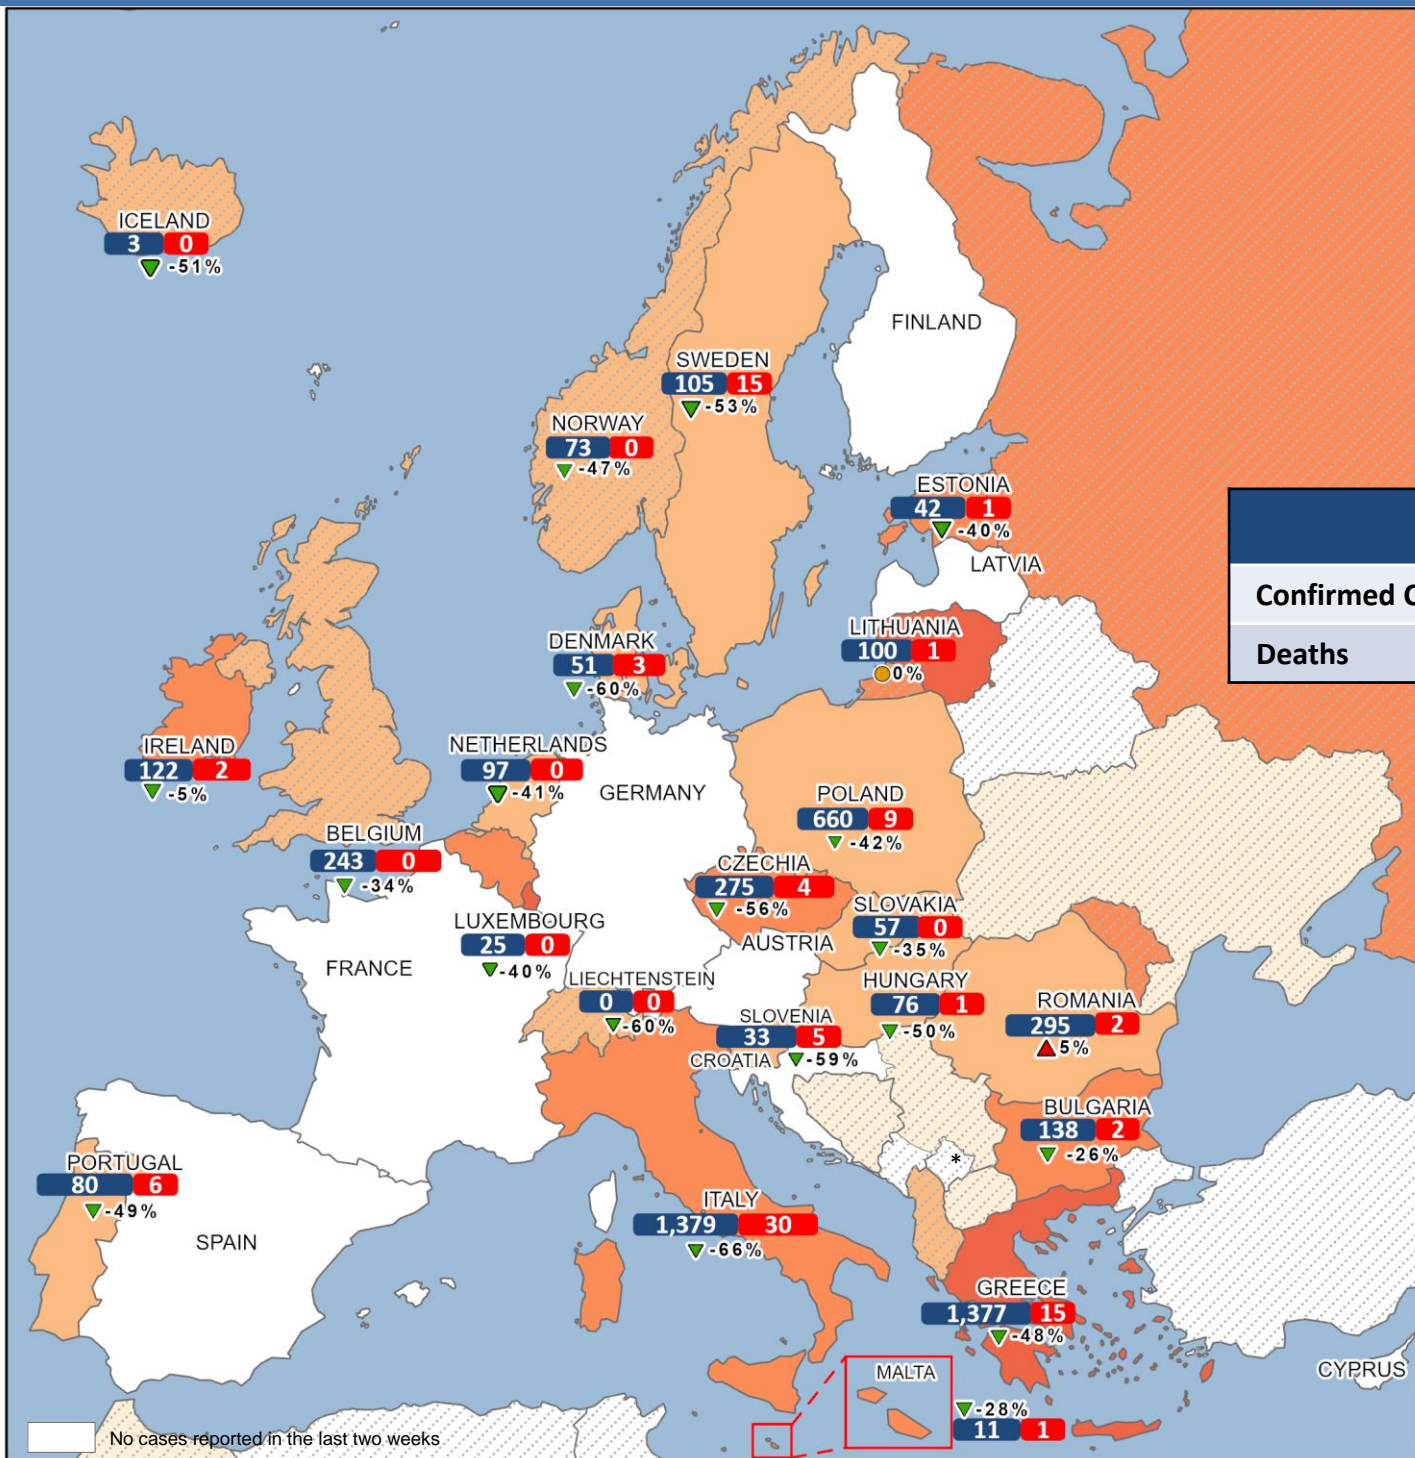 ICELAND
3 0
-51%
FINLAND
SWEDEN
105 15
-53%
NORWAY
73 0
-47%
ESTONIA
42 1
-40%
LATVIA
Confirmed C
Deaths
LITHUANIA
100 1
0%
DENMARK
51 3
-60%
IRELAND
122 2
-5%
NETHERLANDS
97 0
-41%
GERMANY
POLAND
660 9
-42%
BELGIUM
243 0
-34%
CZECHIA
275 4
-56%
SLOVAKIA
57 0
-35%
LUXEMBOURG
25 0
-40%
AUSTRIA
FRANCE
LIECHTENSTEIN
0 0
-60%
HUNGARY
76 1
-50%
ROMANIA
295 2
5%
SLOVENIA
33 5
-59%
CROATIA
BULGARIA
138 2
-26%
*
PORTUGAL
80 6
-49%
SPAIN
ITALY
1,379 30
-66%
GREECE
1,377 15
-48%
CYPRUS
MALTA
-28%
11 1
No cases reported in the last two weeks